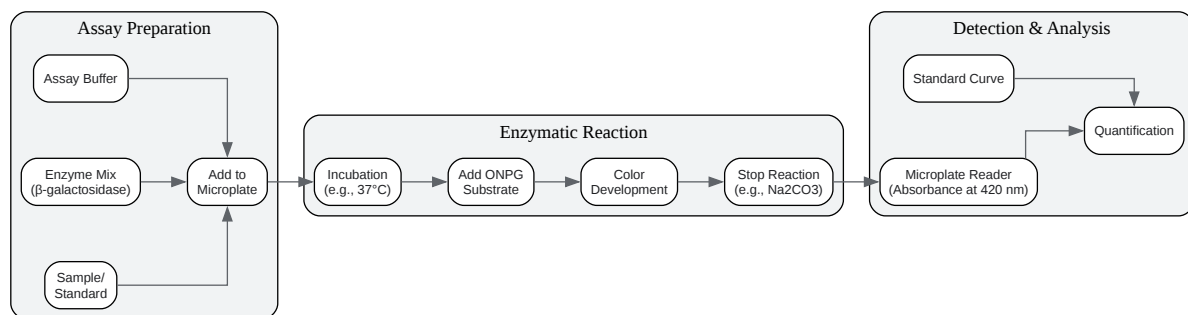 Assay Preparation
Assay Buffer
Enzyme Mix
(β-galactosidase)
Sample/
Standard
Add to
Microplate
Enzymatic Reaction
Incubation
(e.g., 37°C)
Add ONPG
Substrate
Color
Development
Stop Reaction
(e.g., Na2CO3)
Detection & Analysis
Standard Curve
Microplate Reader
(Absorbance at 420 nm)
Quantification